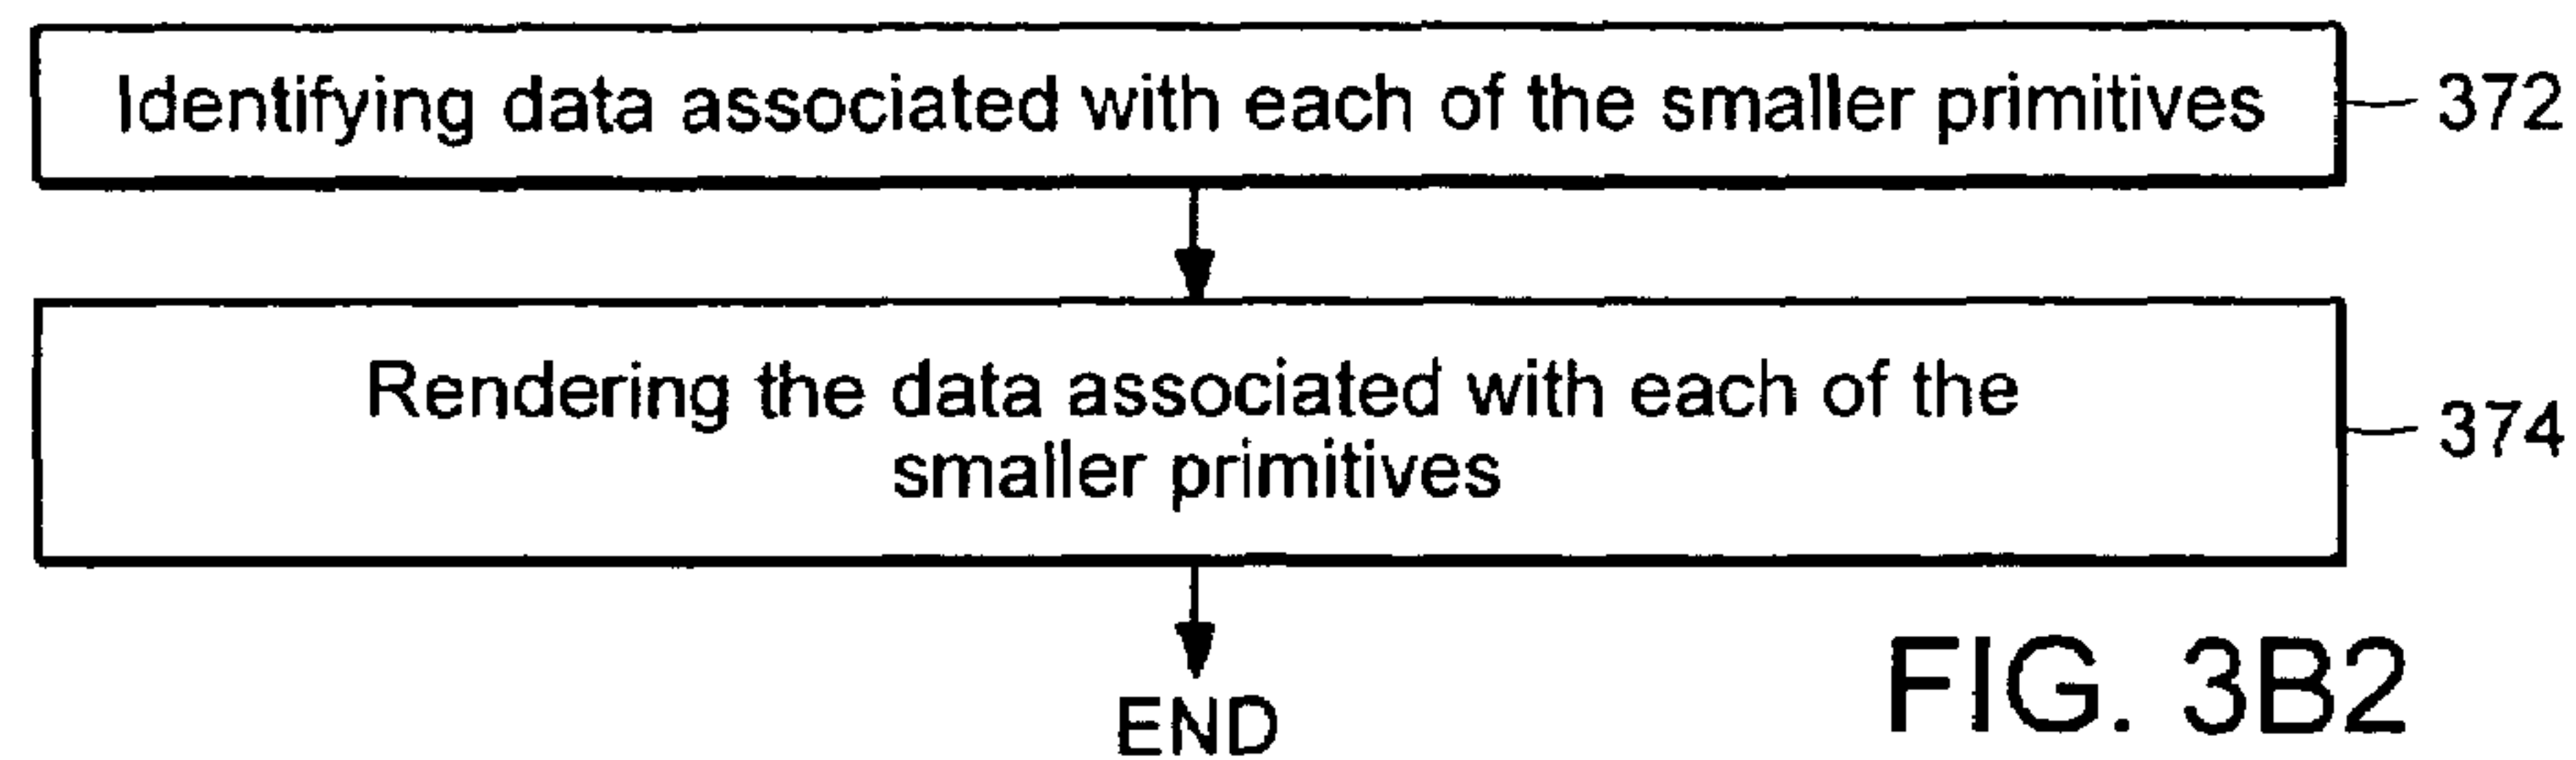 Identifying data associated with each of the smaller primitives
372
Rendering the data associated with each of the
smaller primitives
374
END
FIG. 3B2